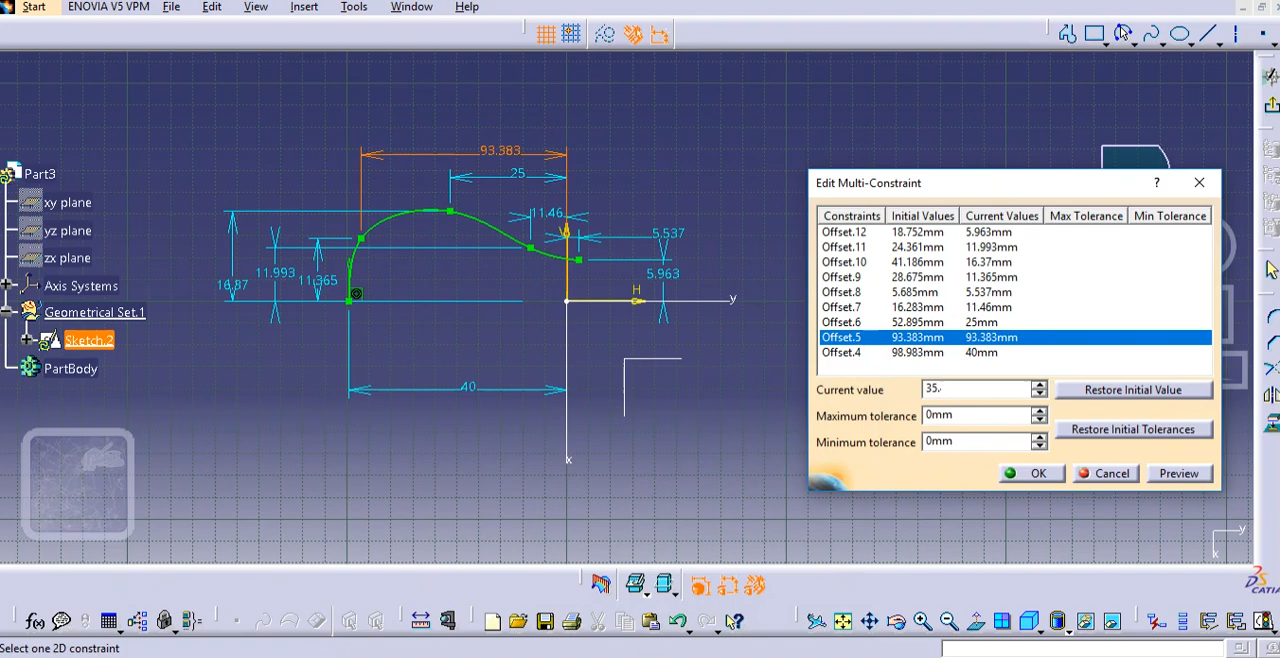 Start ENOVIA V5 VPM File Edit View Insert Tools Window Help
Part3
xy plane
yz plane
zx plane
Axis Systems
Geometrical Set.1
Sketch.2
PartBody
93.383
25
11.46
5.537
5.963
11.993
11.365
40
V
H
y
x
Edit Multi-Constraint ?
Constraints Initial Values Current Values Max Tolerance Min Tolerance
Offset.12 18.752mm 5.963mm
Offset.11 24.361mm 11.993mm
Offset.10 41.186mm 16.37mm
Offset.9 28.675mm 11.365mm
Offset.8 5.685mm 5.537mm
Offset.7 16.283mm 11.46mm
Offset.6 52.895mm 25mm
Offset.5 93.383mm 93.383mm
Offset.4 98.983mm 40mm
Current value 35. Restore Initial Value
Maximum tolerance 0mm
Restore Initial Tolerances
Minimum tolerance 0mm
OK Cancel Preview
y
x
f(x)
Select one 2D constraint